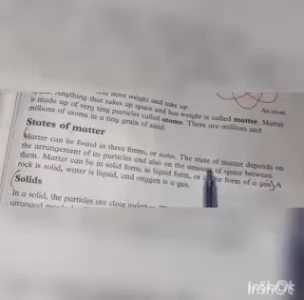 have weight and take up
Anything that takes up space and has weight is called matter. Matter
is made up of very tiny particles called atoms. There are millions and
millions of atoms in a tiny grain of sand.
An atom
States of matter
Matter can be found in three forms, or states. The state of matter depends on
the arrangement of its particles and also on the amount of space between
them. Matter can be in solid form, in liquid form, or in the form of a gas. A
rock is solid, water is liquid, and oxygen is a gas.
Solids
In a solid, the particles are close
arranged
InShOt